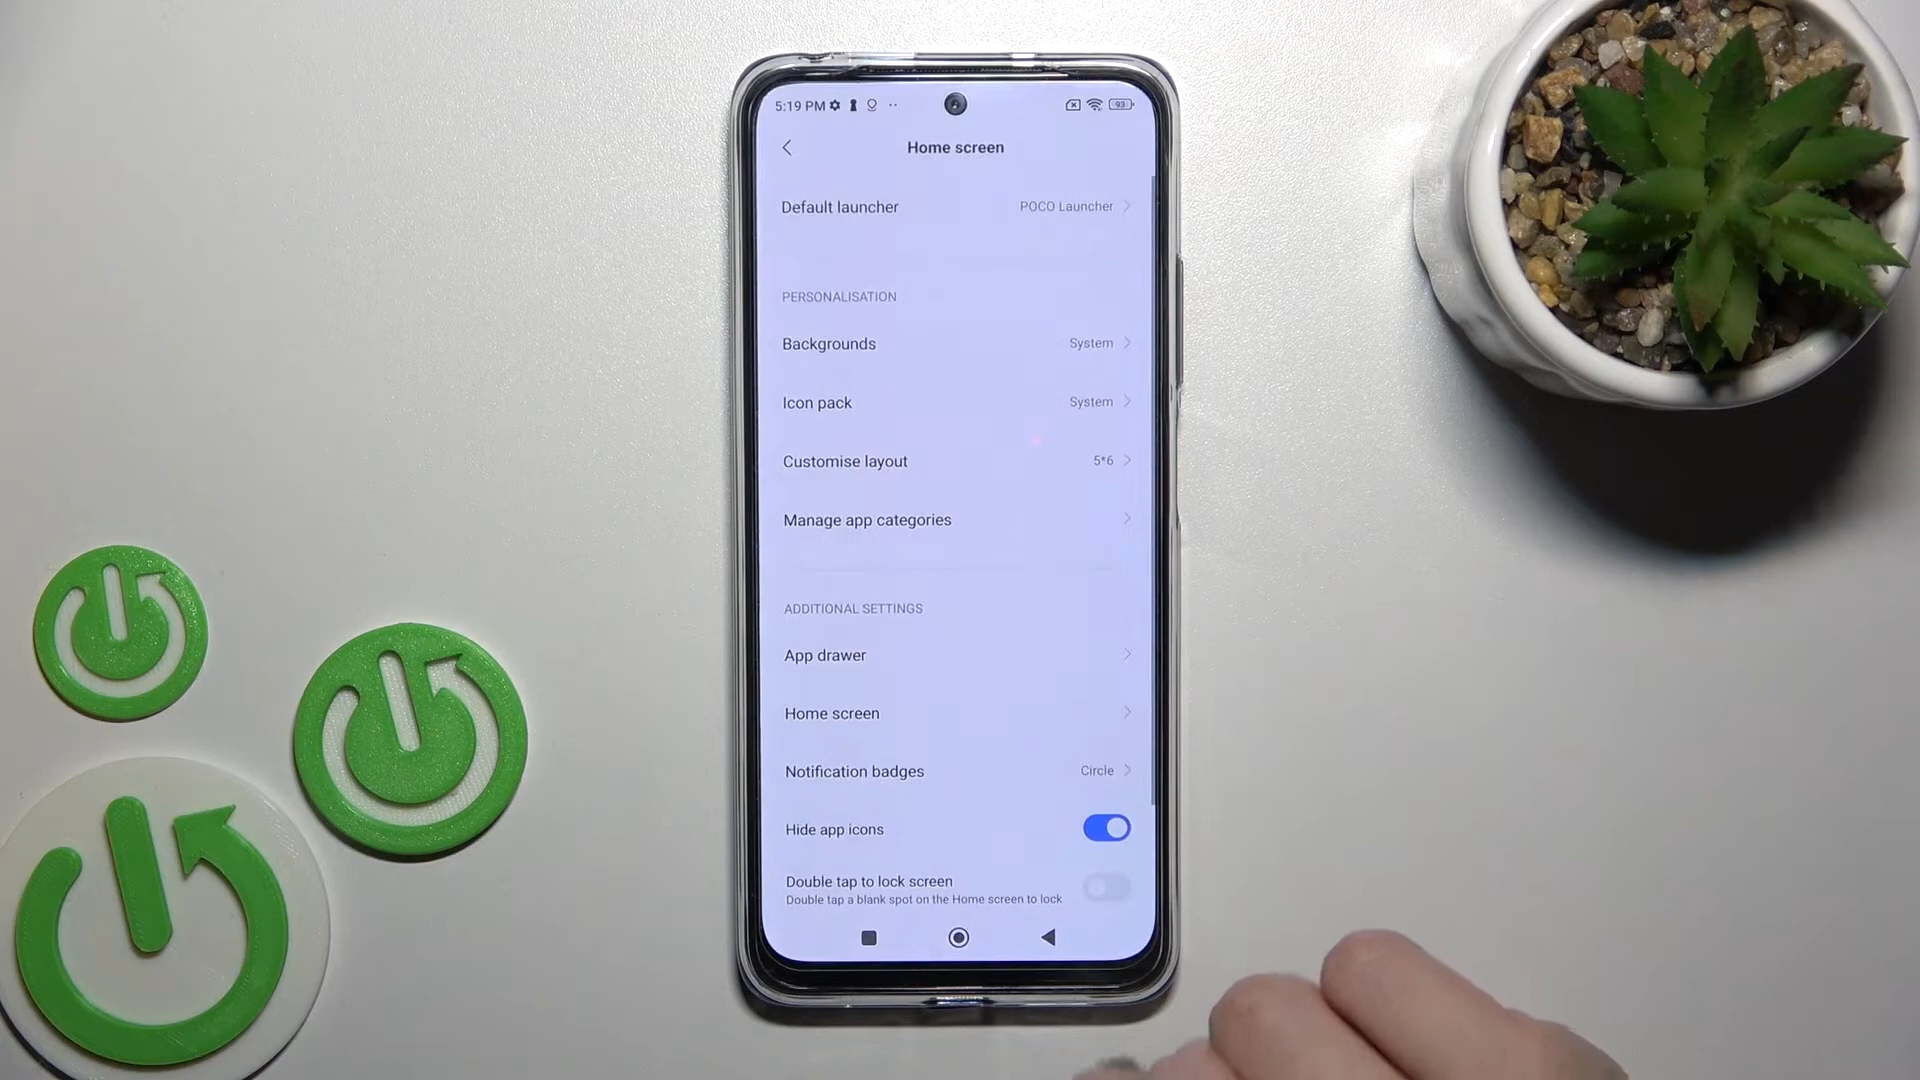 5:19 PM
93
Home screen
Default launcher POCO Launcher
PERSONALISATION
Backgrounds System
Icon pack System
Customise layout 5*6
Manage app categories
ADDITIONAL SETTINGS
App drawer
Home screen
Notification badges Circle
Hide app icons
Double tap to lock screen
Double tap a blank spot on the Home screen to lock